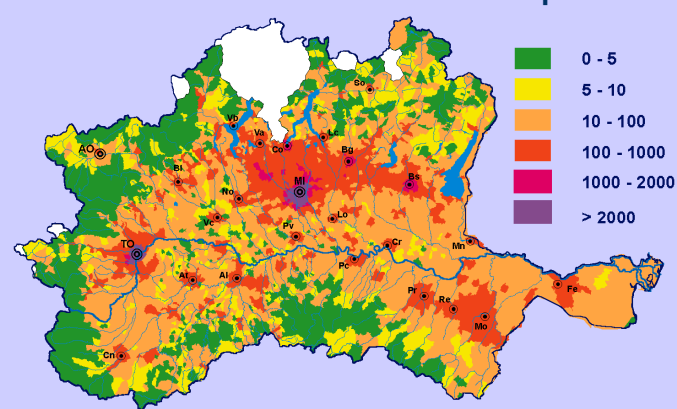 0 - 5
5 - 10
10 - 100
100 - 1000
1000 - 2000
> 2000
So
Vb
Va
Lc
Co
Bg
AO
Bi
MI
Bs
No
Vc
Lo
Pv
TO
Cr
Mn
Pc
At
Al
Fe
Pr
Re
Mo
Cn